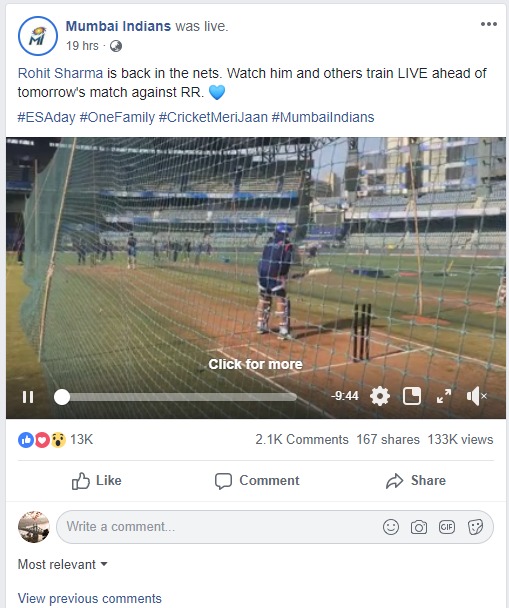 Mumbai Indians was live.
19 hrs ·
Rohit Sharma is back in the nets. Watch him and others train LIVE ahead of
tomorrow's match against RR.
#ESAday #OneFamily #CricketMeriJaan #MumbaiIndians
Click for more
-9:44
13K 2.1K Comments 167 shares 133K views
Like Comment Share
Write a comment... GIF
Most relevant
View previous comments